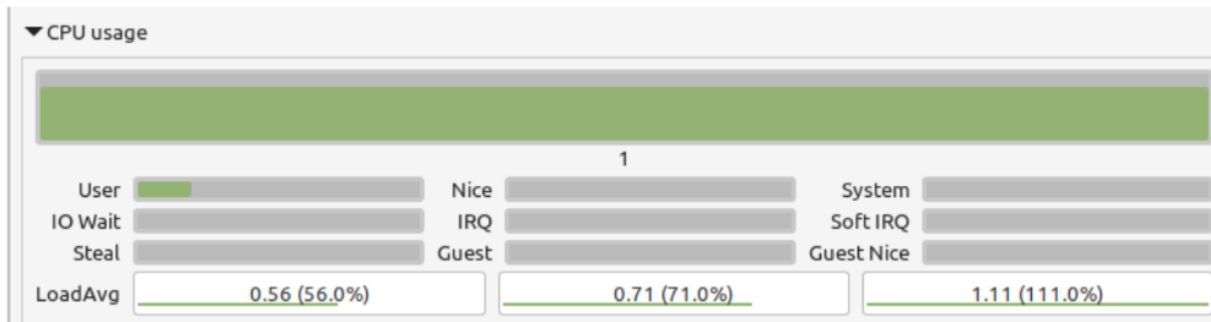 CPU usage
1
User Nice System
IO Wait IRQ Soft IRQ
Steal Guest Guest Nice
LoadAvg 0.56 (56.0%) 0.71 (71.0%) 1.11 (111.0%)